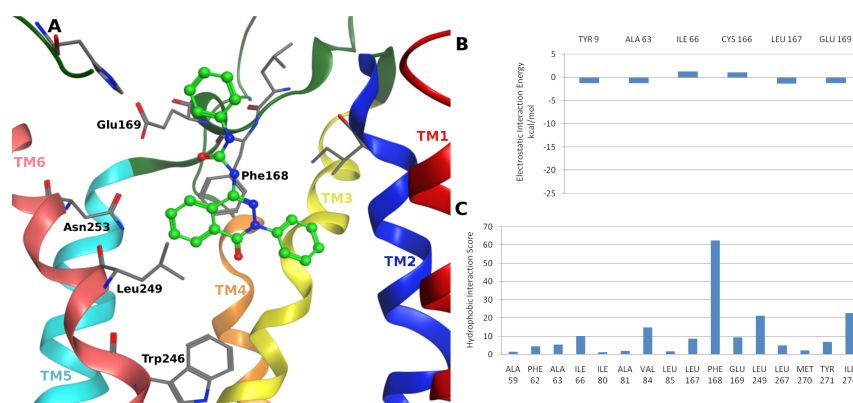 A
Glu169
TM6
Phe168
TM1
TM3
Asn253
TM2
Leu249
TM4
Trp246
TM5
B
TYR 9 ALA 63 ILE 66 CYS 166 LEU 167 GLU 169
Electrostatic Interaction Energy
kcal/mol
5
0
-5
-10
-15
-20
-25
C
Hydrophobic Interaction Score
70
60
50
40
30
20
10
0
ALA PHE ALA ILE ILE ALA VAL LEU LEU PHE GLU LEU LEU MET TYR ILE
59 62 63 66 80 81 84 85 167 168 169 249 267 270 271 274